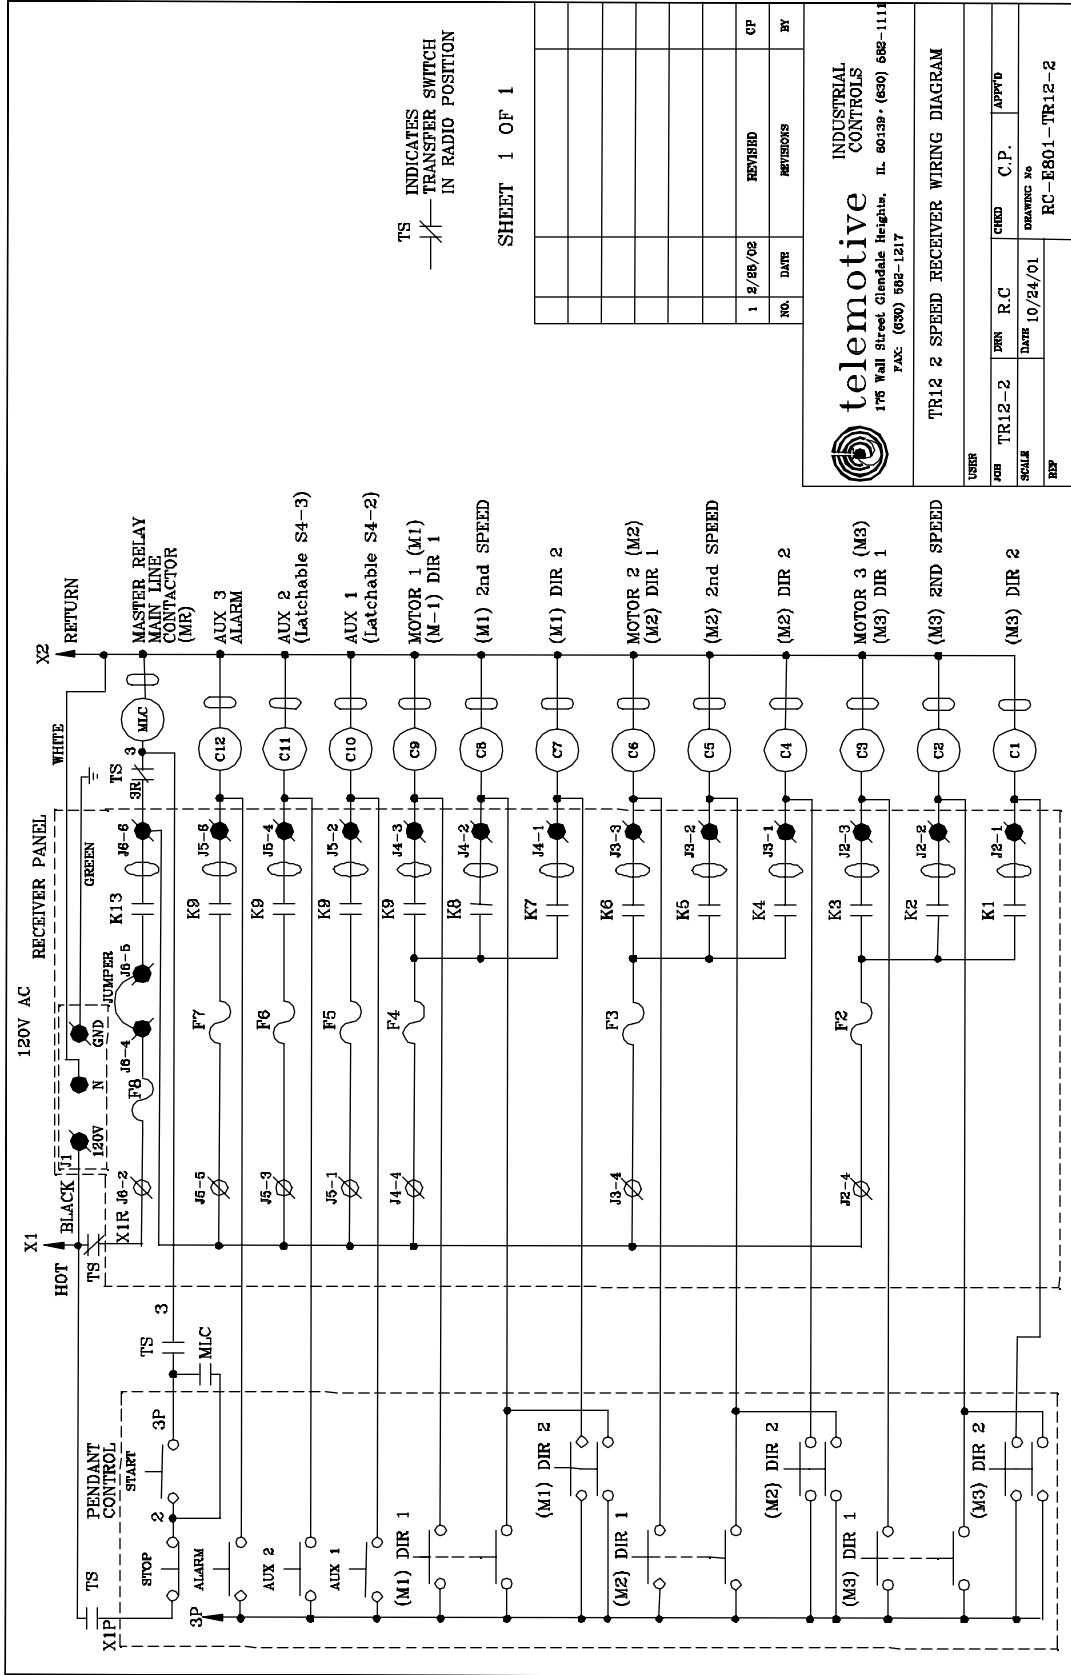 X1
HOT
BLACK
120V AC
RECEIVER PANEL
WHITE
GREEN
X2
RETURN
J1
120V
N
GND
TS
X1R
J6-2
F8
J6-4
JUMPER
J6-5
K13
J6-6
3R
TS
3
MLC
MASTER RELAY
MAIN LINE
CONTACTOR
(MR)
J5-5
F7
K9
J5-6
C12
AUX 3
ALARM
J5-3
F6
K9
J5-4
C11
AUX 2
(Latchable S4-3)
J5-1
F5
K9
J5-2
C10
AUX 1
(Latchable S4-2)
J4-4
F4
K9
J4-3
C9
MOTOR 1 (M1)
(M-1) DIR 1
K8
J4-2
C8
(M1) 2nd SPEED
K7
J4-1
C7
(M1) DIR 2
J3-4
F3
K6
J3-3
C6
MOTOR 2 (M2)
(M2) DIR 1
K5
J3-2
C5
(M2) 2nd SPEED
K4
J3-1
C4
(M2) DIR 2
J2-4
F2
K3
J2-3
C3
MOTOR 3 (M3)
(M3) DIR 1
K2
J2-2
C2
(M3) 2ND SPEED
K1
J2-1
C1
(M3) DIR 2
TS
X1P
PENDANT
CONTROL
STOP
2
START
3P
TS
3
MLC
3P
ALARM
AUX 2
AUX 1
(M1) DIR 1
(M1) DIR 2
(M2) DIR 1
(M2) DIR 2
(M3) DIR 1
(M3) DIR 2
TS
INDICATES
TRANSFER SWITCH
IN RADIO POSITION
SHEET 1 OF 1
1 2/28/02 REVISED CP
NO. DATE REVISIONS BY
telemotive
INDUSTRIAL
CONTROLS
175 Wall Street Glendale Heights, IL. 60139 • (630) 582-1111
FAX: (630) 582-1217
TR12 2 SPEED RECEIVER WIRING DIAGRAM
USER
JOB TR12-2 DRN R.C CHKD C.P. APPV'D
SCALE DATE 10/24/01 DRAWING No
REP RC-E801-TR12-2